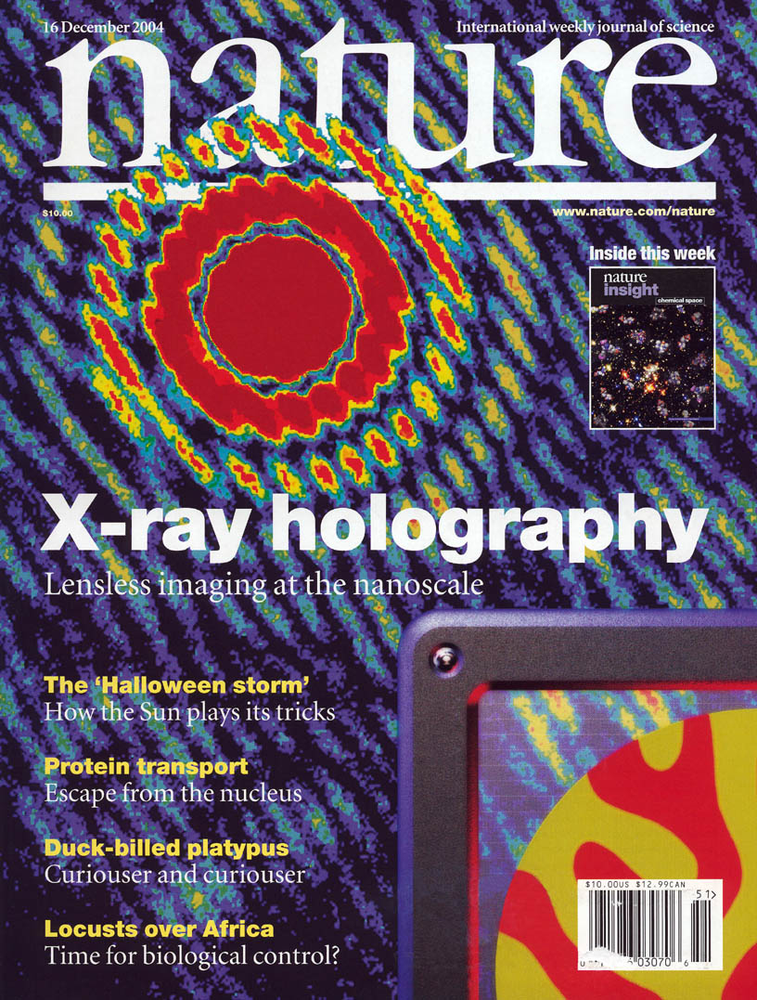 16 December 2004
International weekly journal of science
nature
$10.00
www.nature.com/nature
Inside this week
nature
insight
chemical space
X-ray holography
Lensless imaging at the nanoscale
The ‘Halloween storm’
How the Sun plays its tricks
Protein transport
Escape from the nucleus
Duck-billed platypus
Curiouser and curiouser
Locusts over Africa
Time for biological control?
$10.00US $12.99CAN
51>
03070
6